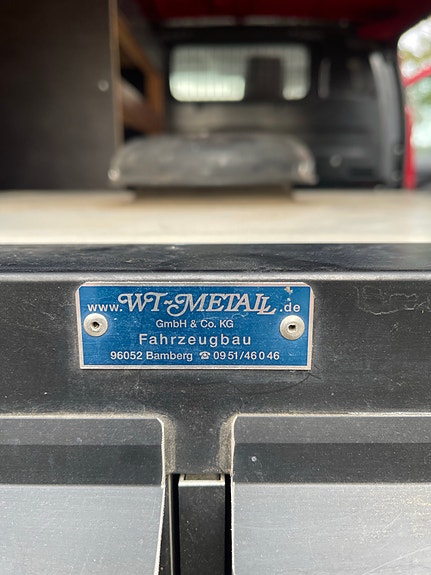 www.WT-METALL.de
GmbH & Co. KG
Fahrzeugbau
96052 Bamberg ☎ 0951/46046